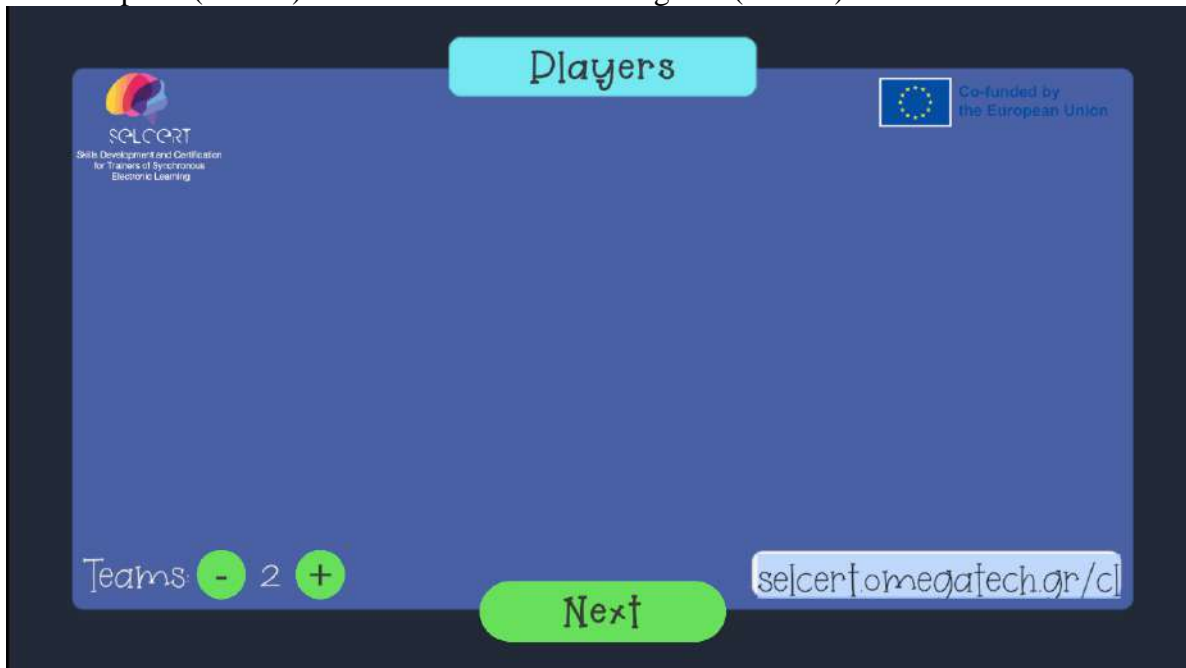 Players
SELCERT
Skills Development and Certification
for Trainers of Synchronous
Electronic Learning
Co-funded by
the European Union
Teams: - 2 +
selcert.omegatech.gr/cl
Next